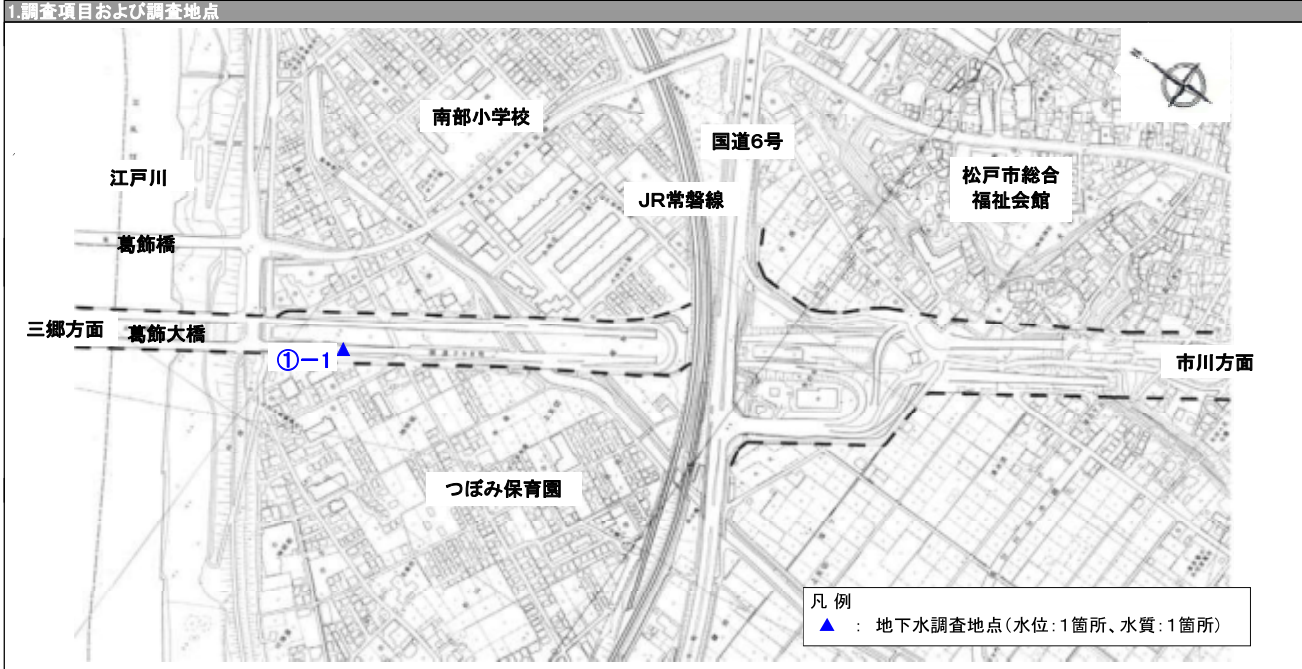 1.調査項目および調査地点
N
南部小学校
国道6号
江戸川
松戸市総合
福祉会館
JR常磐線
葛飾橋
三郷方面
葛飾大橋
①-1
市川方面
つぼみ保育園
凡 例
▲ : 地下水調査地点(水位:1箇所、水質:1箇所)